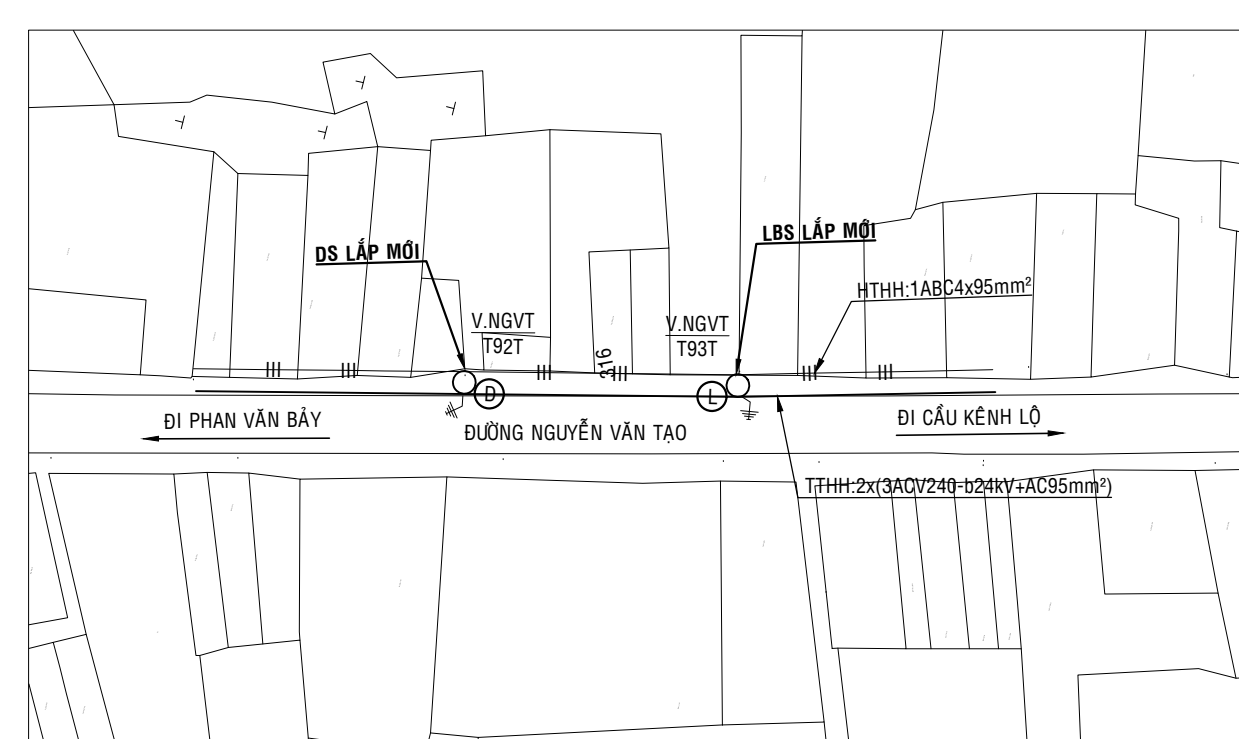 LBS LẮP MỚI
DS LẮP MỚI
HTHH:1ABC4x95mm²
V.NGVT
T92T
316
V.NGVT
T93T
D
L
ĐI PHAN VĂN BẢY
ĐƯỜNG NGUYỄN VĂN TẠO
ĐI CẦU KÊNH LỘ
TTHH:2x(3ACV240-b24kV+AC95mm²)